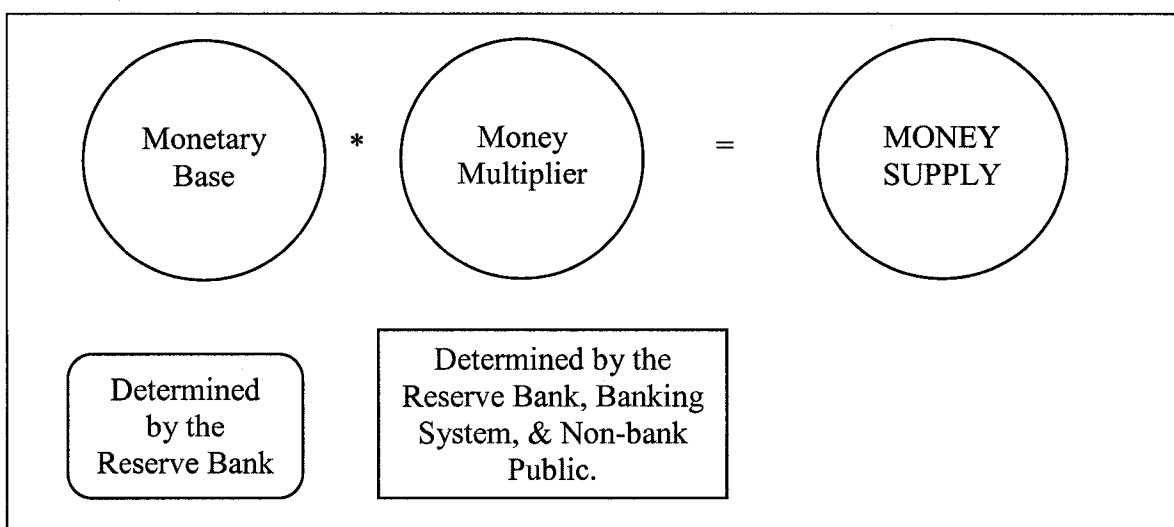 Monetary
Base
*
Money
Multiplier
=
MONEY
SUPPLY
Determined
by the
Reserve Bank
Determined by the
Reserve Bank, Banking
System, & Non-bank
Public.